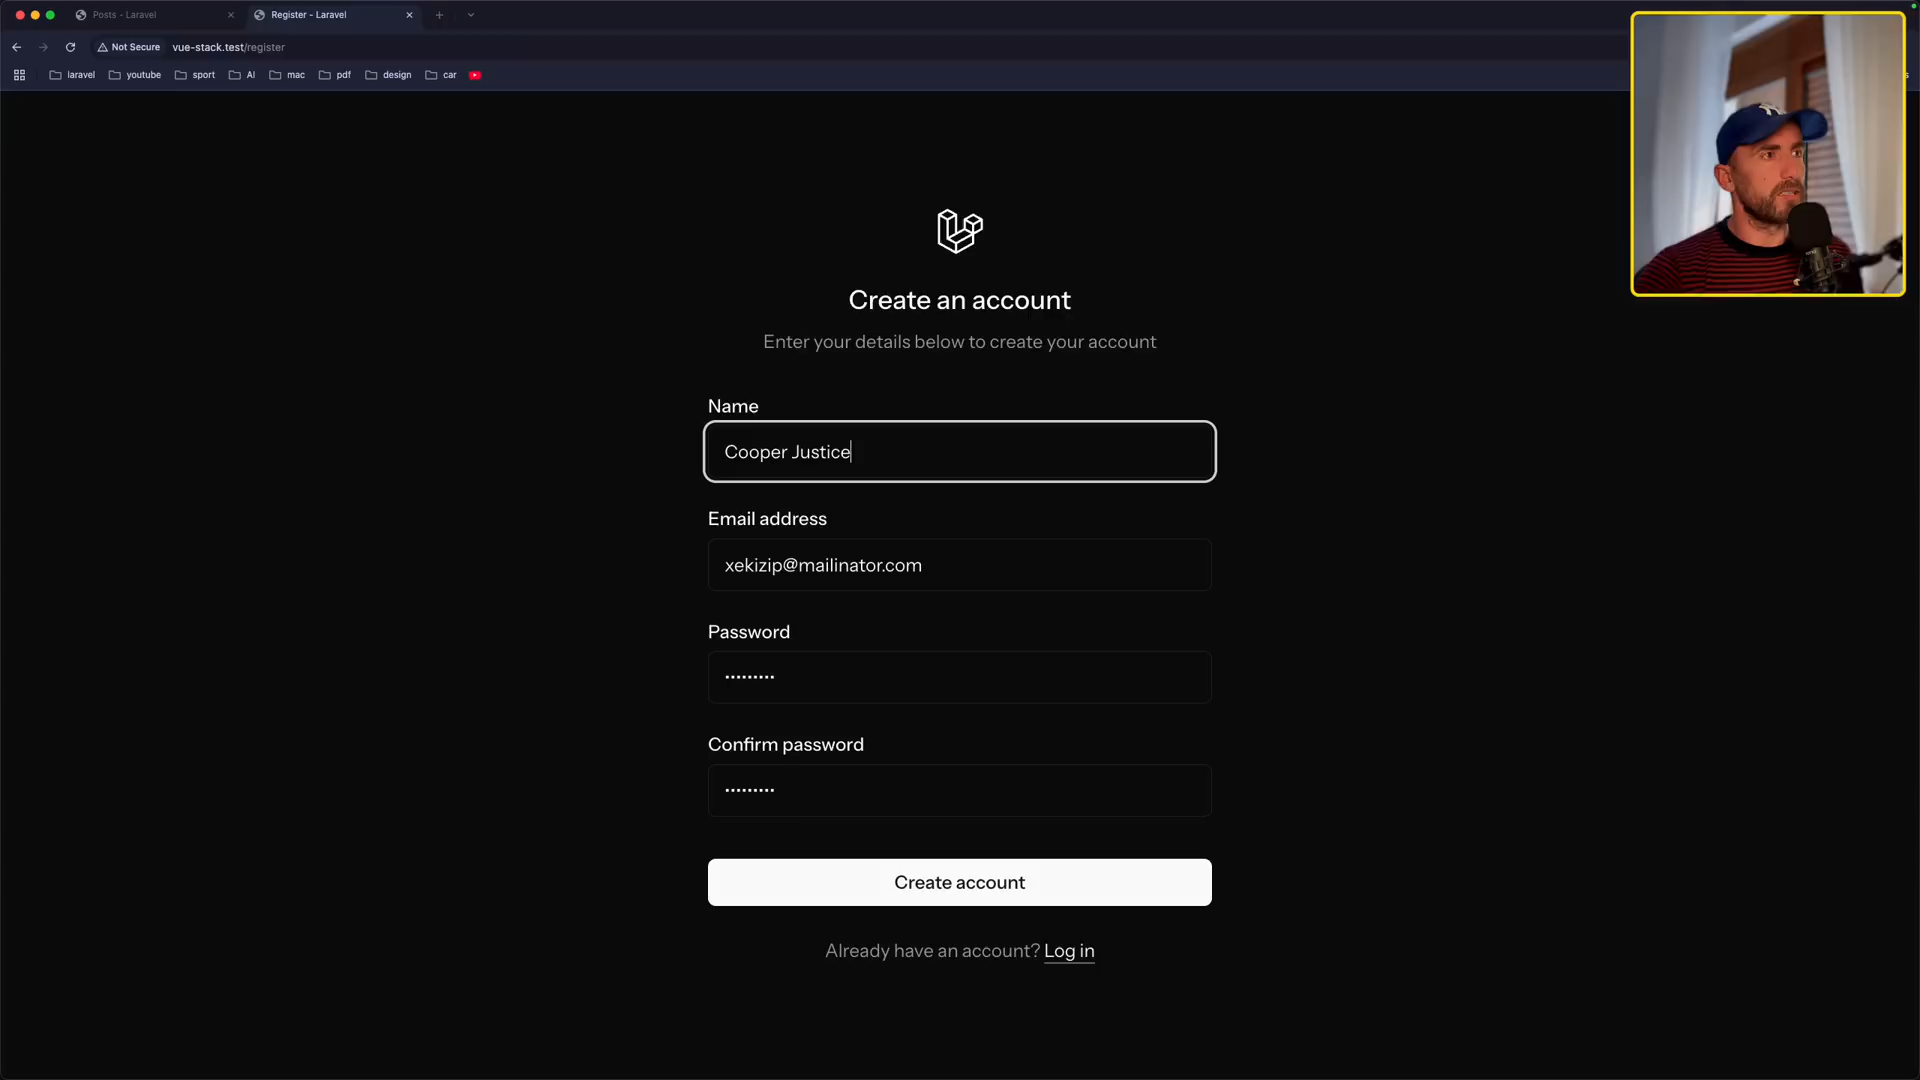 Posts - Laravel
Register - Laravel
Not Secure
vue-stack.test/register
laravel
youtube
sport
AI
mac
pdf
design
car
Create an account
Enter your details below to create your account
Name
Cooper Justice
Email address
xekizip@mailinator.com
Password
•••••••••
Confirm password
•••••••••
Create account
Already have an account? Log in